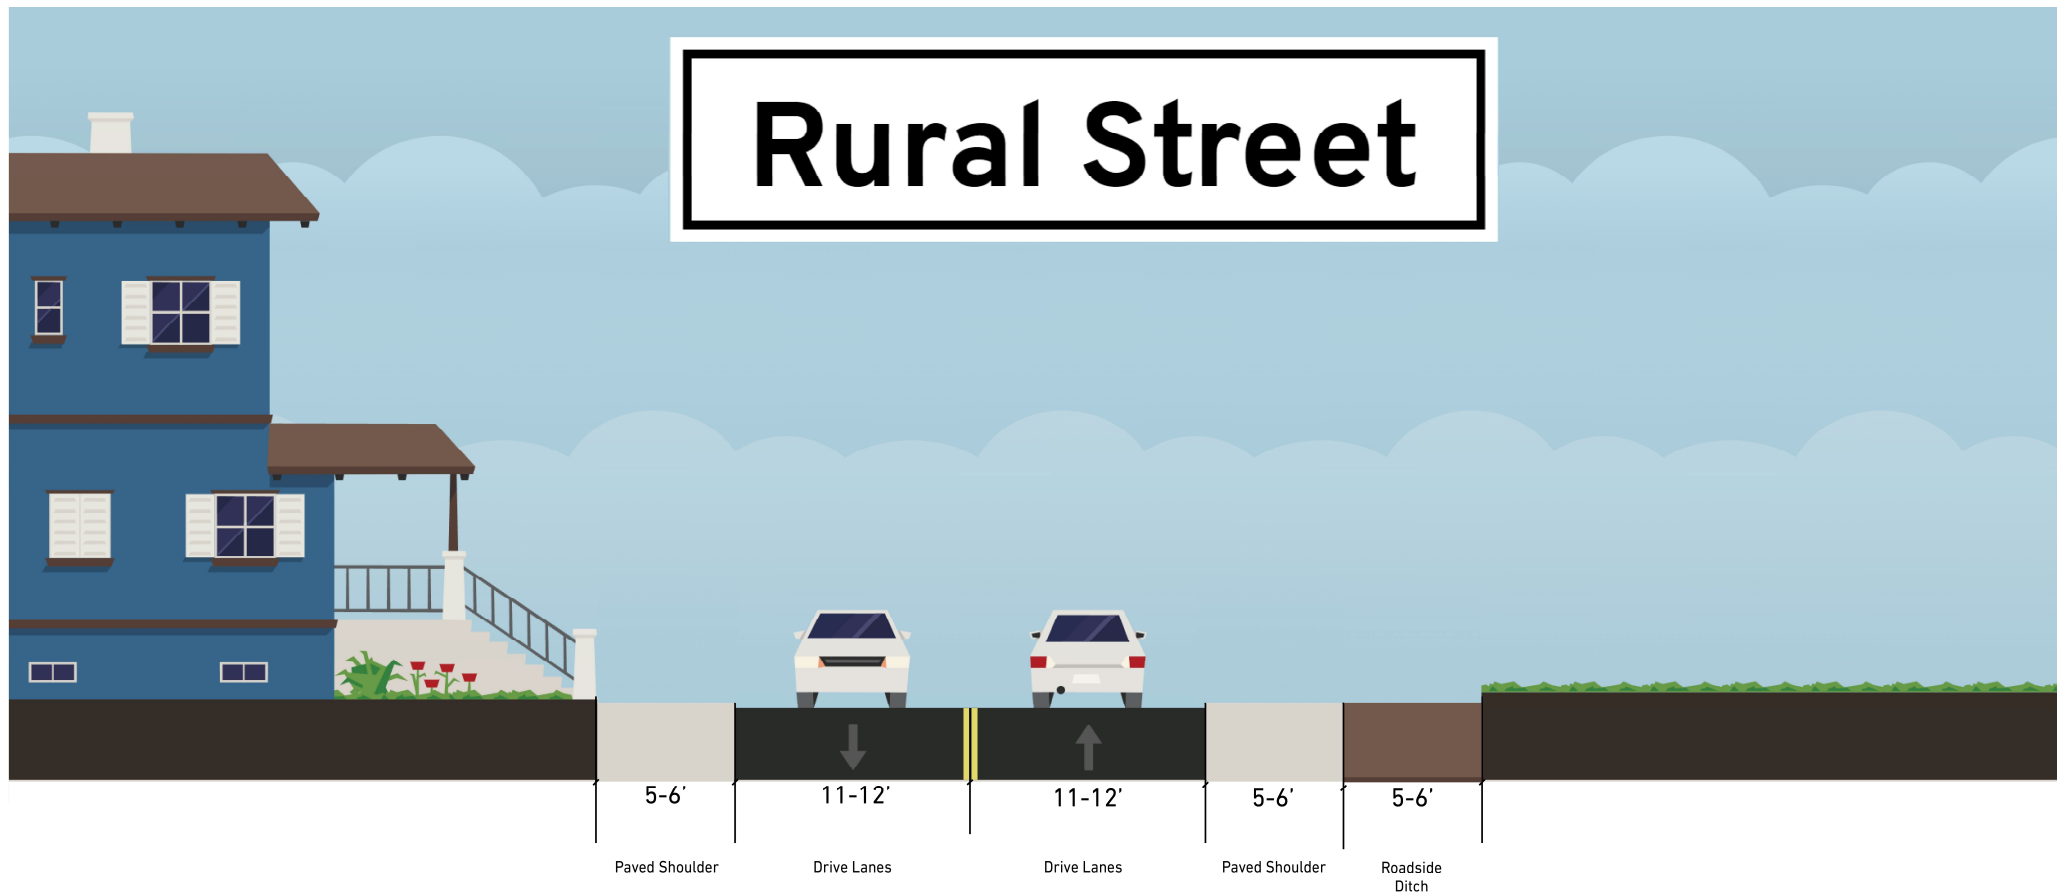 Rural Street
5-6’
11-12’
11-12’
5-6’
5-6’
Paved Shoulder
Drive Lanes
Drive Lanes
Paved Shoulder
Roadside
Ditch